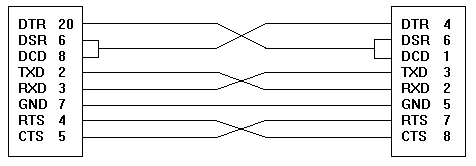 DTR 20 DTR 4
DSR 6 DSR 6
DCD 8 DCD 1
TXD 2 TXD 3
RXD 3 RXD 2
GND 7 GND 5
RTS 4 RTS 7
CTS 5 CTS 8